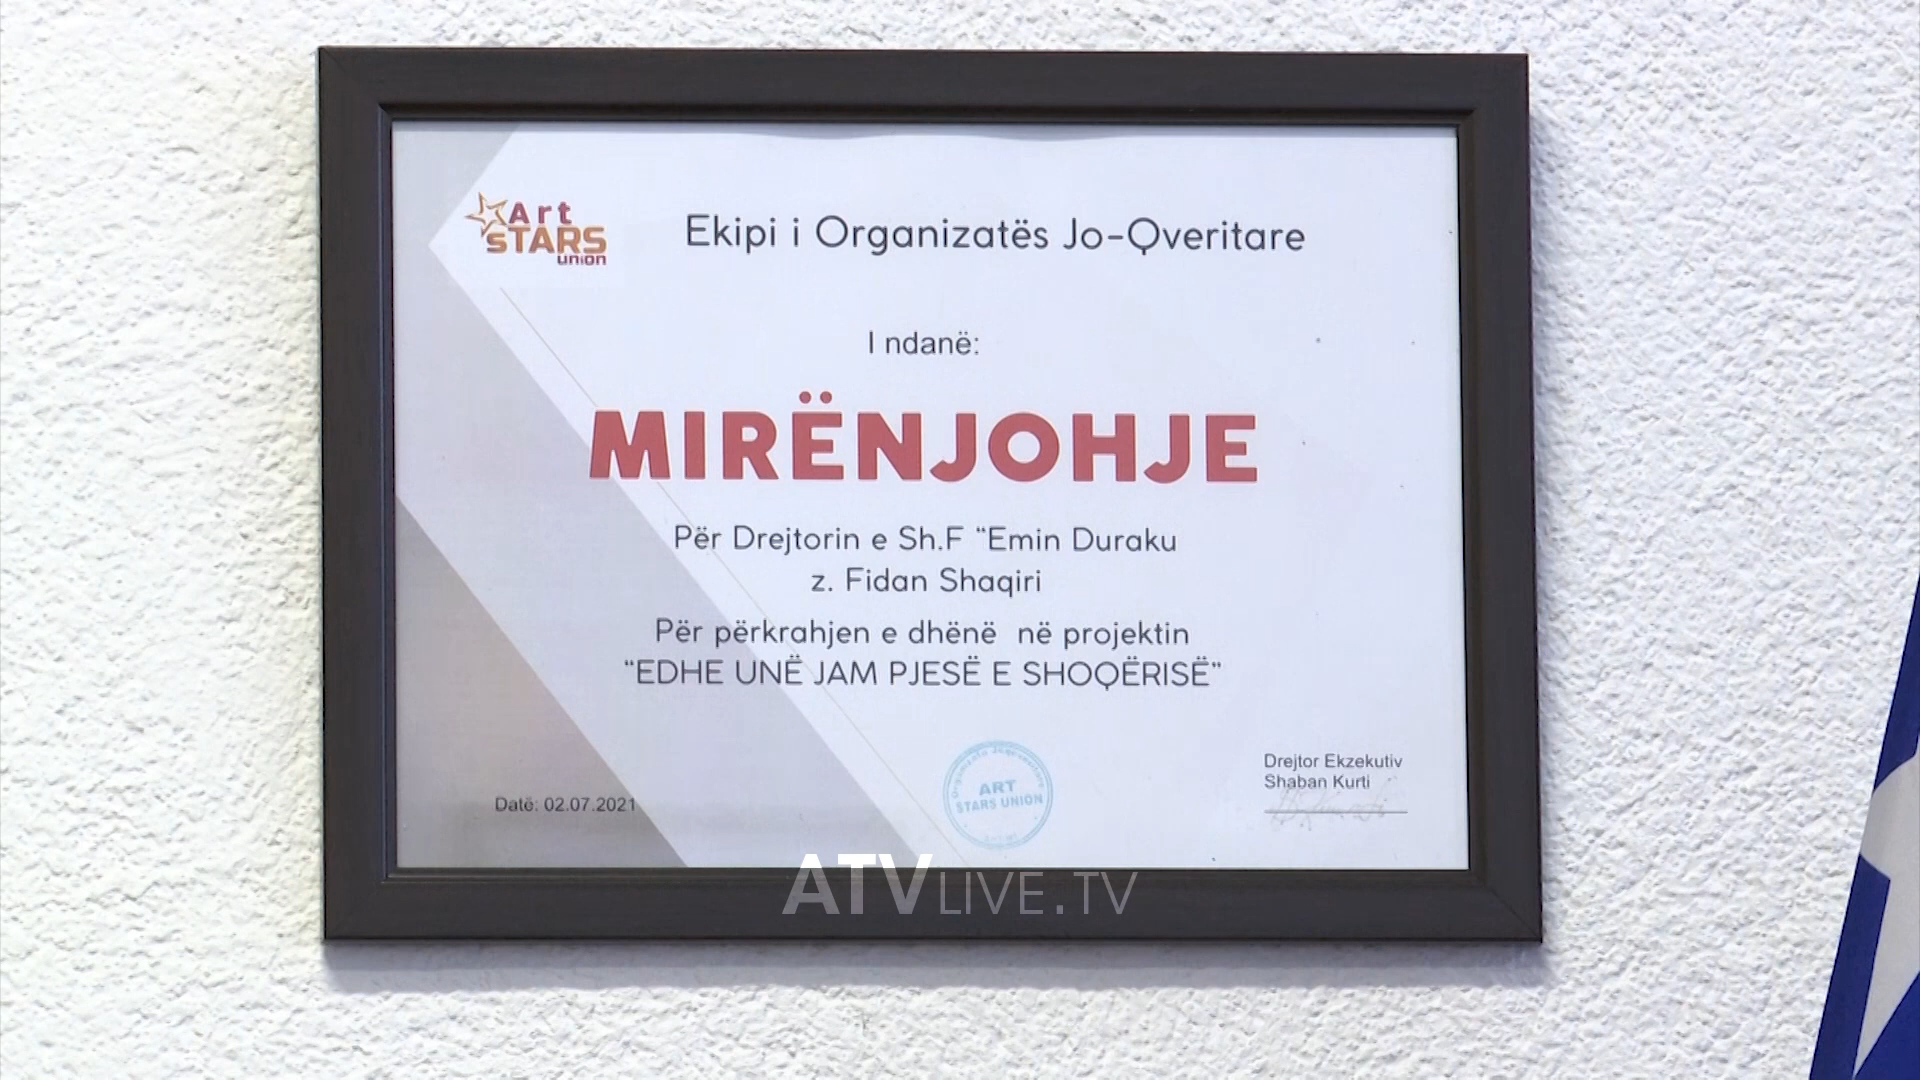 Art
STARS
union
Ekipi i Organizatës Jo-Qveritare
I ndanë:
MIRËNJOHJE
Për Drejtorin e Sh.F “Emin Duraku
z. Fidan Shaqiri
Për përkrahjen e dhënë në projektin
“EDHE UNË JAM PJESË E SHOQËRISË”
Datë: 02.07.2021
ART
STARS UNION
Drejtor Ekzekutiv
Shaban Kurti
ATVLIVE.TV